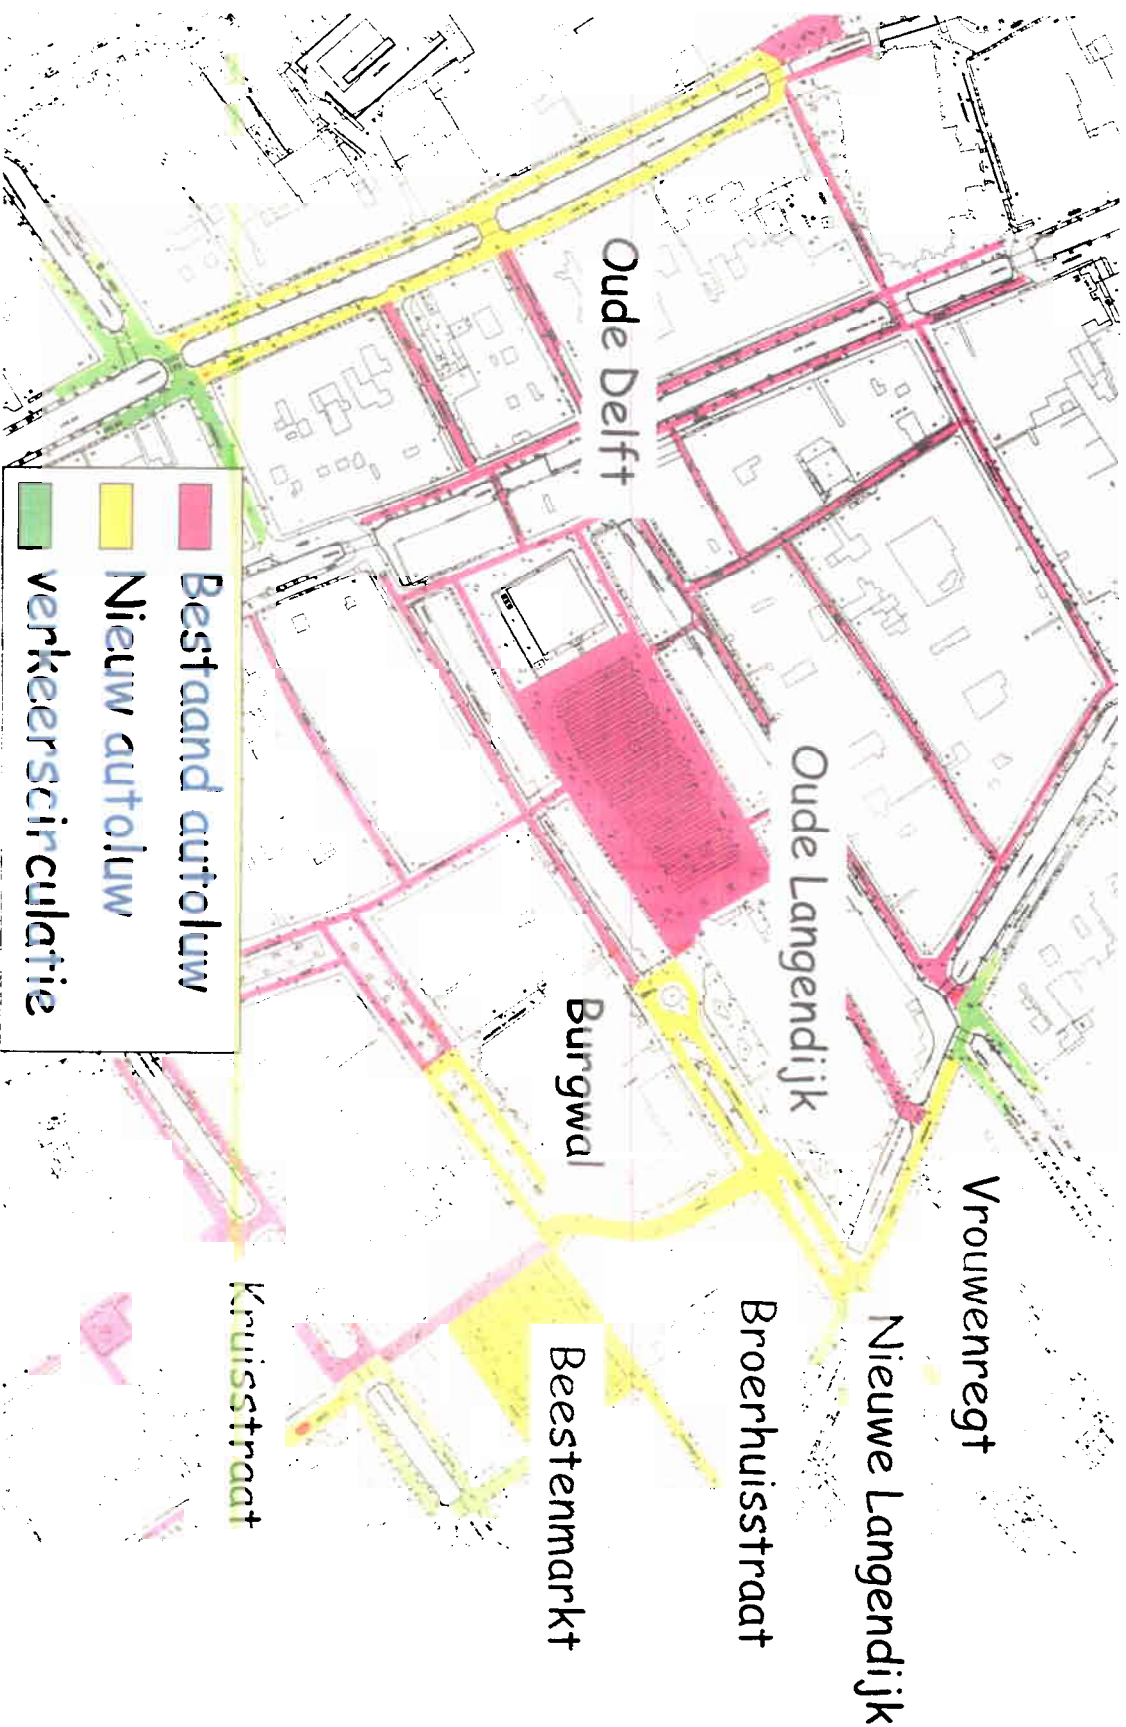 Vrouwenregt
Nieuwe Langendijk
Oude Langendijk
Broerhuisstraat
Oude Delft
Burgwal
Beestenmarkt
Kruisstraat
Bestaand autoluw
Nieuw autoluw
verkeerscirculatie